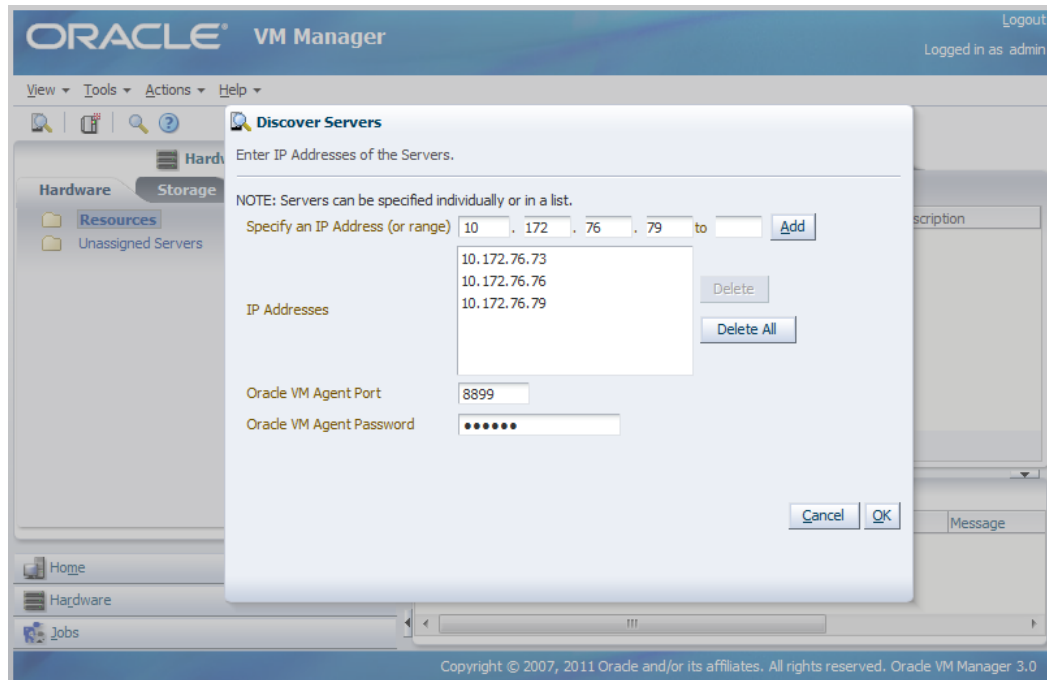 ORACLE® VM Manager
Logout
Logged in as admin
View Tools Actions Help
Discover Servers
Hardw
Enter IP Addresses of the Servers.
Hardware Storage
NOTE: Servers can be specified individually or in a list.
Resources
Specify an IP Address (or range) 10 . 172 . 76 . 79 to Add
scription
Unassigned Servers
10.172.76.73
10.172.76.76
Delete
10.172.76.79
IP Addresses
Delete All
Oracle VM Agent Port 8899
Oracle VM Agent Password ••••••
Cancel OK
Message
Home
Hardware
Jobs
Copyright © 2007, 2011 Oracle and/or its affiliates. All rights reserved. Oracle VM Manager 3.0